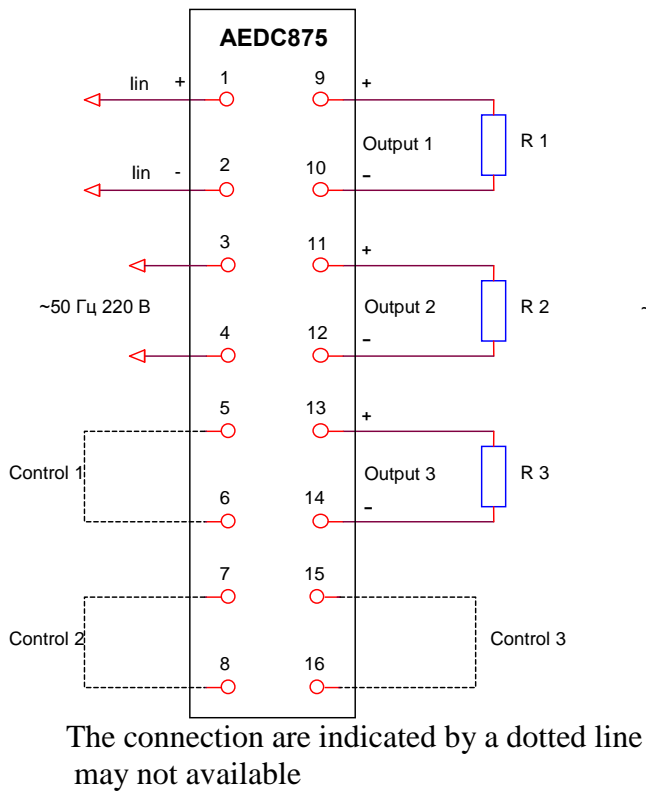 AEDC875
Iin + 1 9 +
Output 1 R 1
Iin - 2 10 -
3 11 +
~50 Гц 220 В Output 2 R 2 ~
4 12 -
5 13 +
Control 1 Output 3 R 3
6 14 -
7 15
Control 2 Control 3
8 16
The connection are indicated by a dotted line
may not available